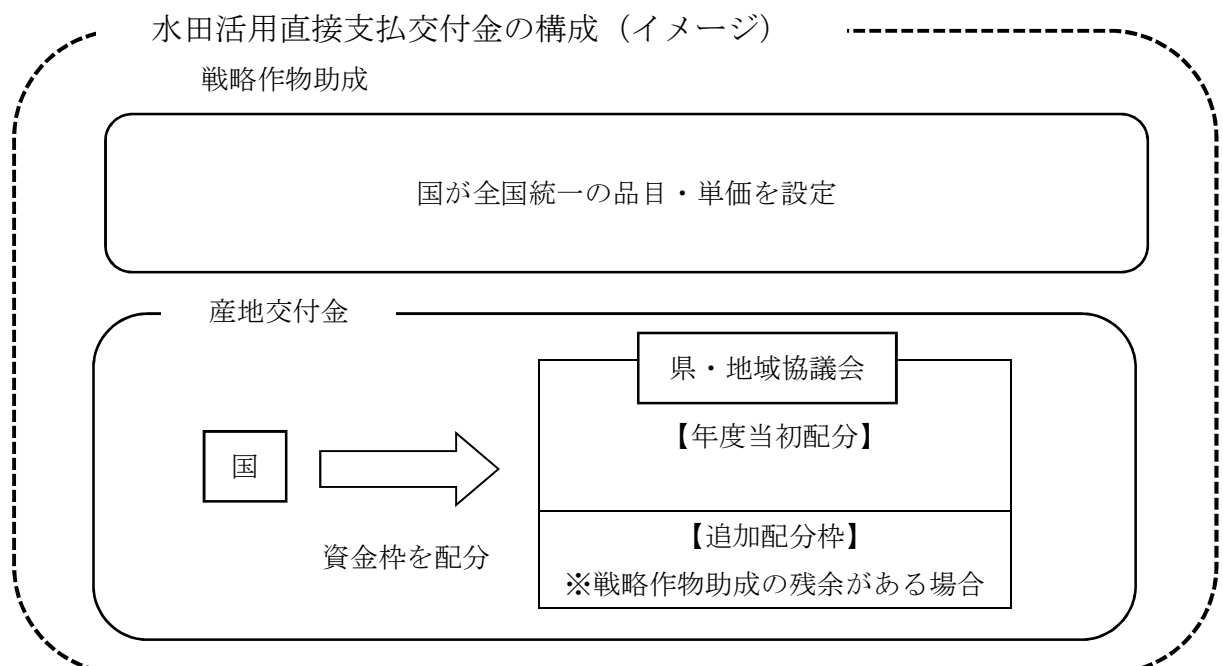 水田活用直接支払交付金の構成（イメージ）
戦略作物助成
国が全国統一の品目・単価を設定
産地交付金
県・地域協議会
【年度当初配分】
国
資金枠を配分
【追加配分枠】
※戦略作物助成の残余がある場合